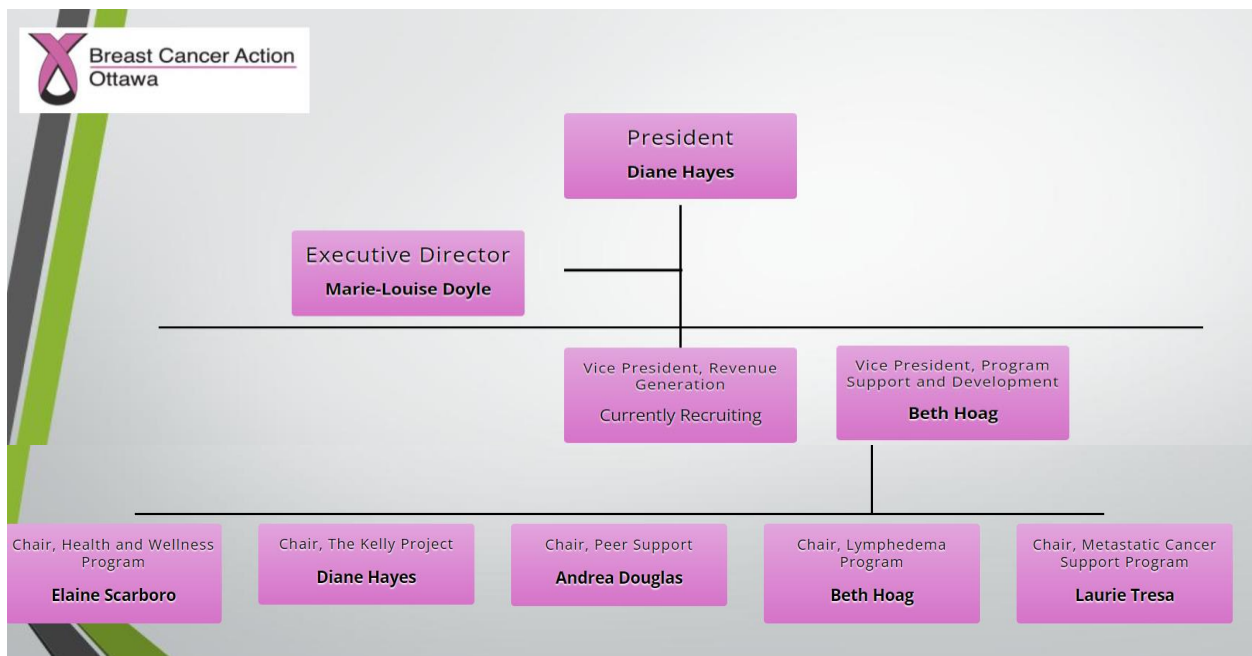 Breast Cancer Action
Ottawa
President
Diane Hayes
Executive Director
Marie-Louise Doyle
Vice President, Revenue
Generation
Currently Recruiting
Vice President, Program
Support and Development
Beth Hoag
Chair, Health and Wellness
Program
Elaine Scarboro
Chair, The Kelly Project
Diane Hayes
Chair, Peer Support
Andrea Douglas
Chair, Lymphedema
Program
Beth Hoag
Chair, Metastatic Cancer
Support Program
Laurie Tresa